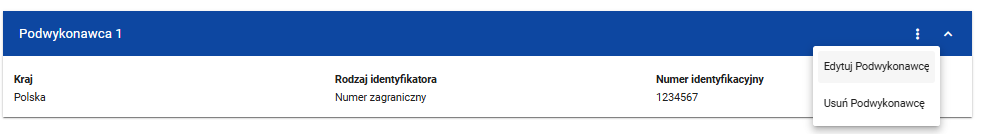 Podwykonawca 1
Edytuj Podwykonawcę
Usuń Podwykonawcę
Kraj
Polska
Rodzaj identyfikatora
Numer zagraniczny
Numer identyfikacyjny
1234567